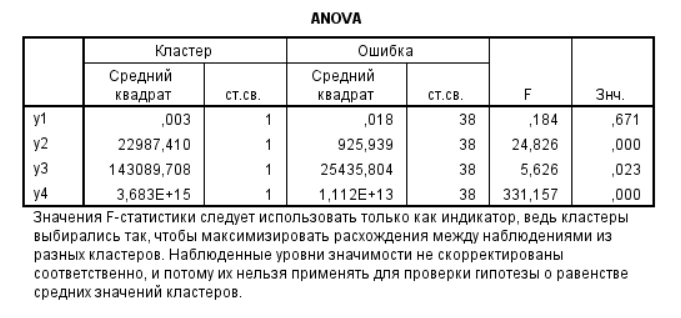 ANOVA
Кластер Ошибка
Средний квадрат ст.св. Средний квадрат ст.св. F Знч.
y1 ,003 1 ,018 38 ,184 ,671
y2 22987,410 1 925,939 38 24,826 ,000
y3 143089,708 1 25435,804 38 5,626 ,023
y4 3,683E+15 1 1,112E+13 38 331,157 ,000
Значения F-статистики следует использовать только как индикатор, ведь кластеры
выбирались так, чтобы максимизировать расхождения между наблюдениями из
разных кластеров. Наблюденные уровни значимости не скорректированы
соответственно, и потому их нельзя применять для проверки гипотезы о равенстве
средних значений кластеров.